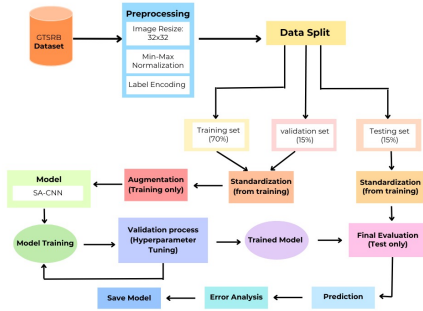 GTSRB
Dataset
Preprocessing
Image Resize:
32x32
Min-Max
Normalization
Label Encoding
Data Split
Training set
(70%)
validation set
(15%)
Testing set
(15%)
Model
SA-CNN
Augmentation
(Training only)
Standardization
(from training)
Standardization
(from training)
Model Training
Validation process
(Hyperparameter
Tuning)
Trained Model
Final Evaluation
(Test only)
Save Model
Error Analysis
Prediction